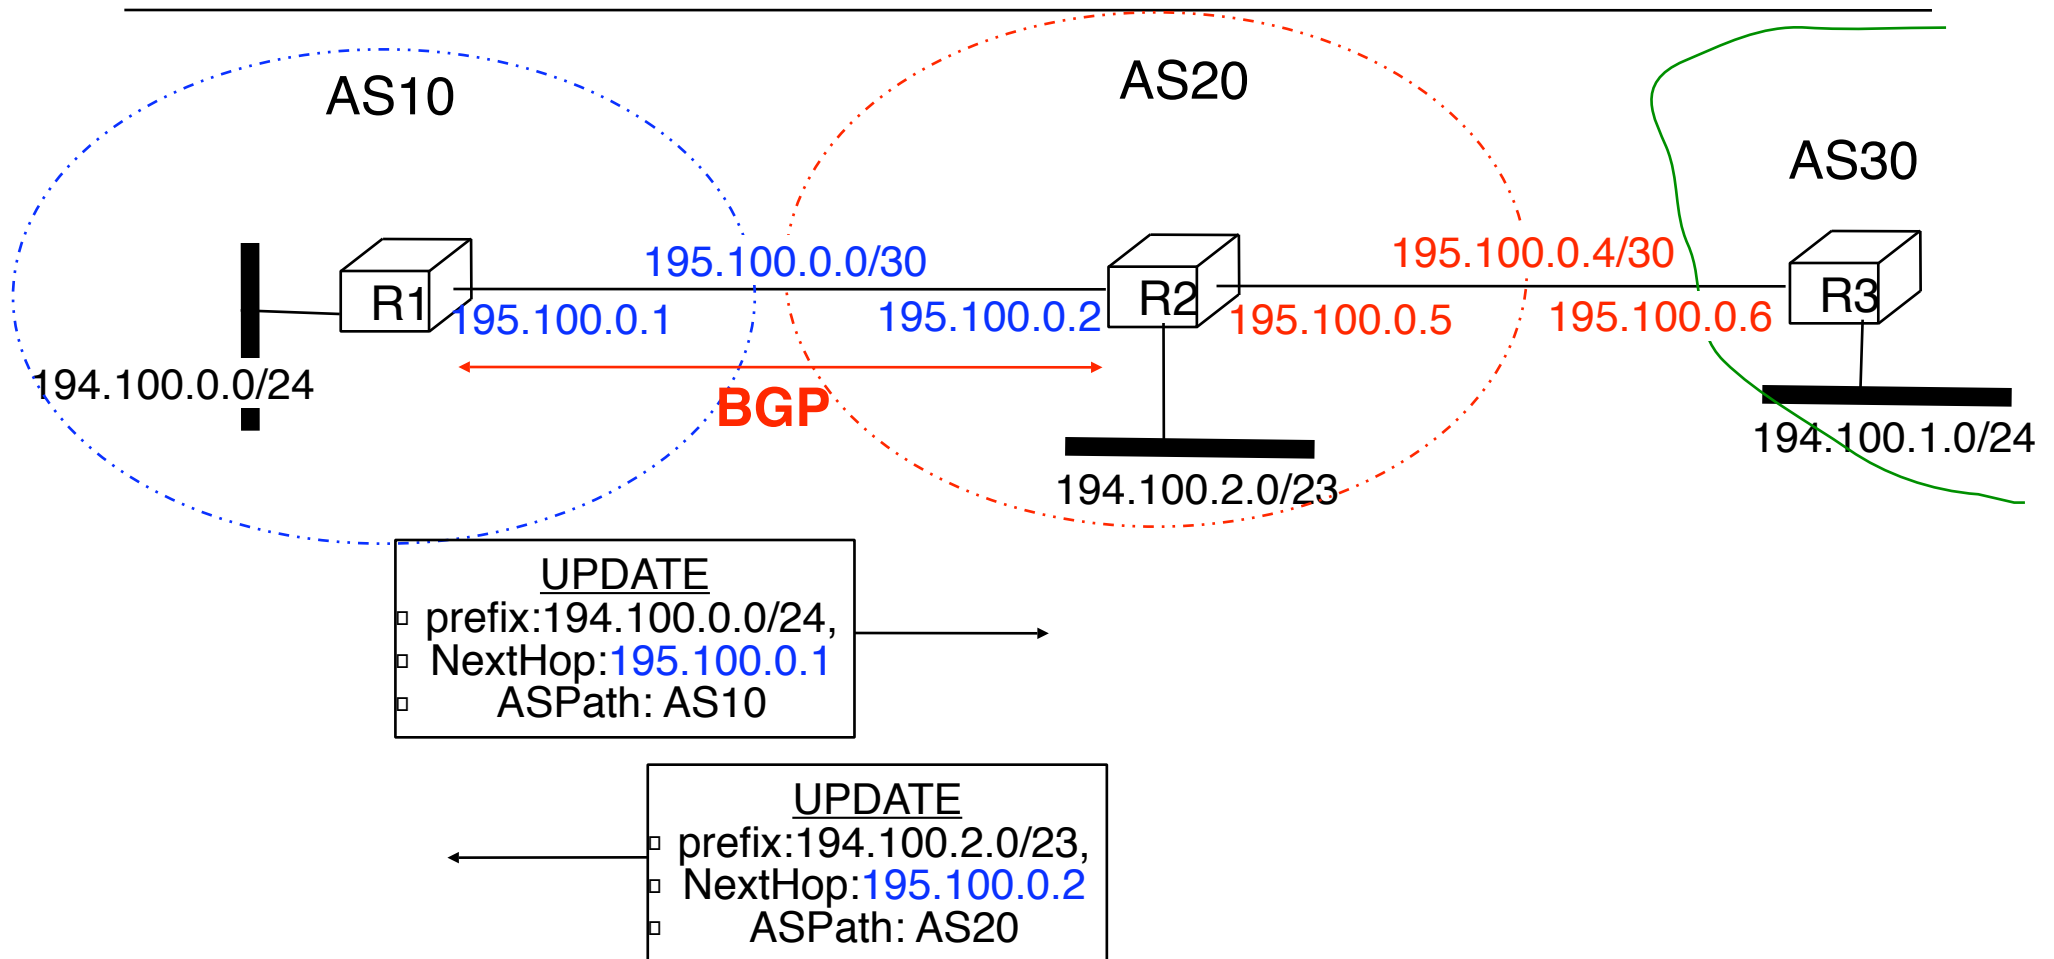 AS10
AS20
AS30
195.100.0.0/30
195.100.0.4/30
R1
195.100.0.1
195.100.0.2
R2
195.100.0.5
195.100.0.6
R3
194.100.0.0/24
BGP
194.100.1.0/24
194.100.2.0/23
UPDATE
prefix:194.100.0.0/24,
NextHop:195.100.0.1
ASPath: AS10
UPDATE
prefix:194.100.2.0/23,
NextHop:195.100.0.2
ASPath: AS20